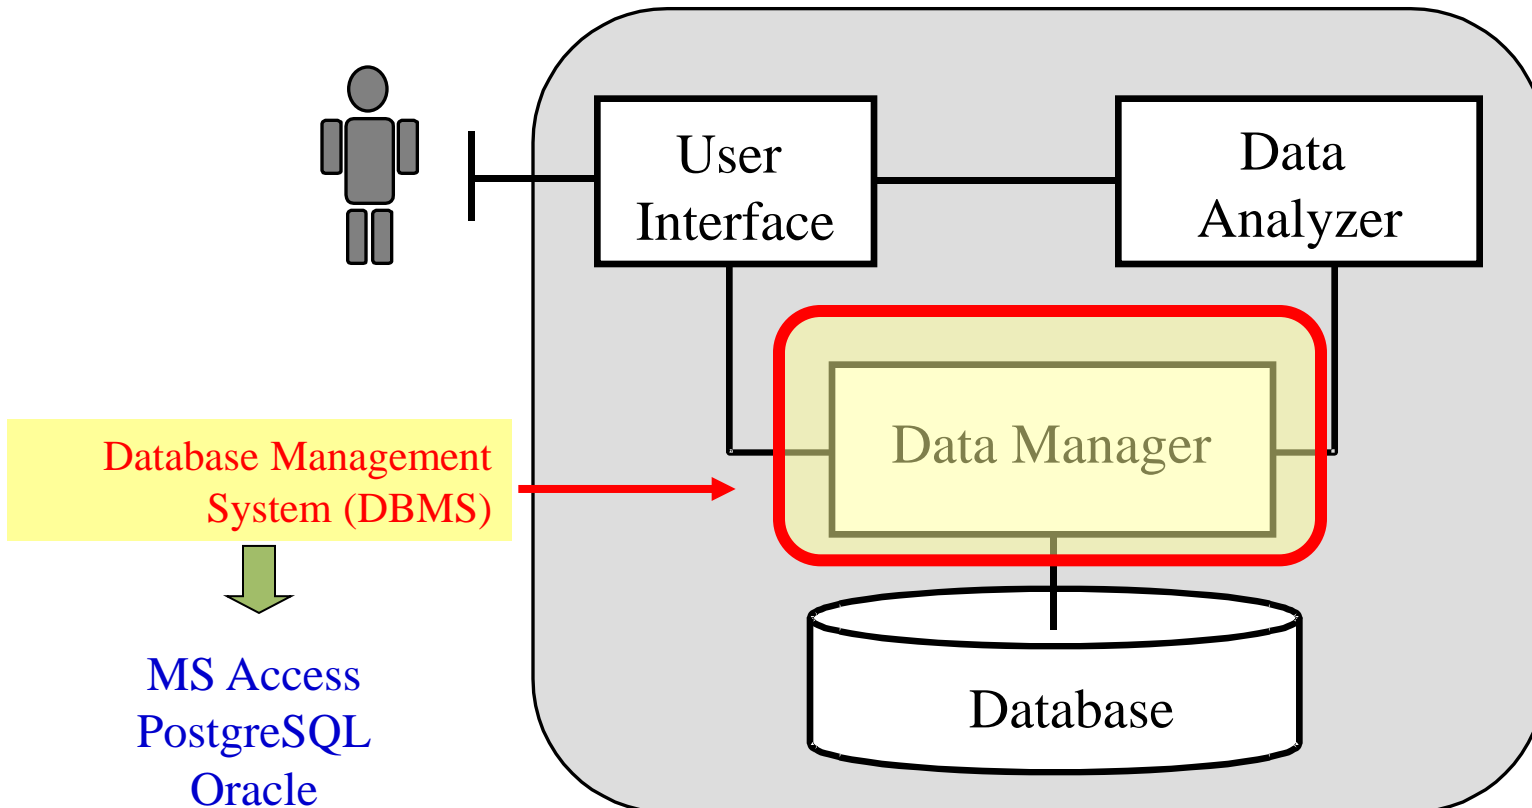 User
Interface
Data
Analyzer
Data Manager
Database Management
System (DBMS)
Database
MS Access
PostgreSQL
Oracle